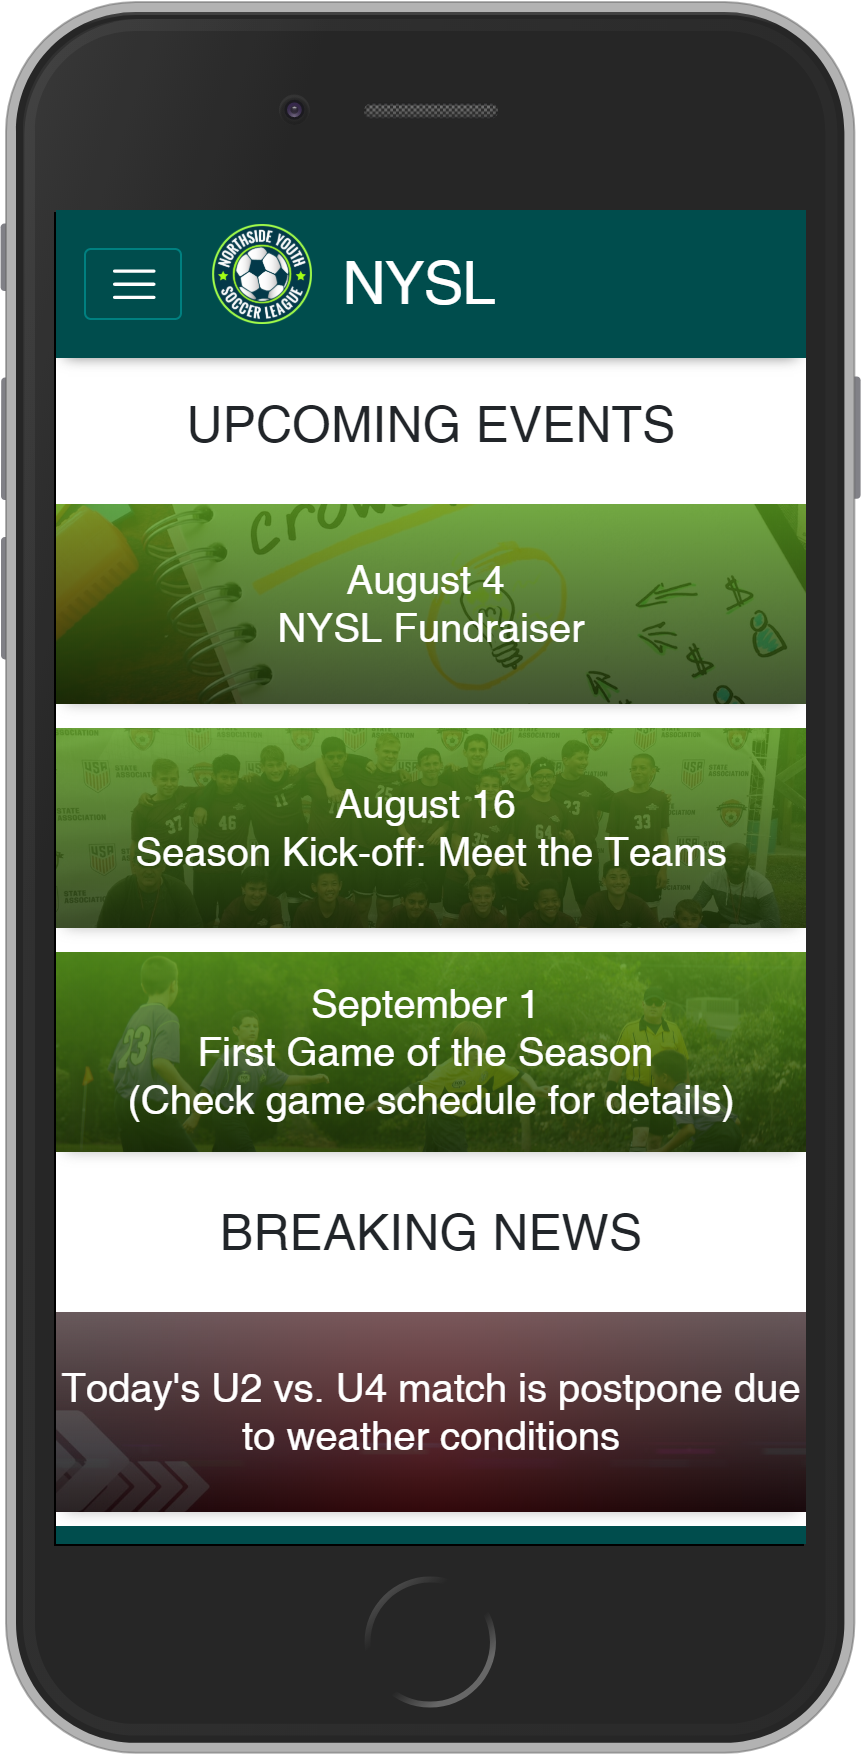 NORTHSIDE YOUTH
SOCCER LEAGUE
NYSL
UPCOMING EVENTS
August 4
NYSL Fundraiser
August 16
Season Kick-off: Meet the Teams
September 1
First Game of the Season
(Check game schedule for details)
BREAKING NEWS
Today's U2 vs. U4 match is postpone due
to weather conditions